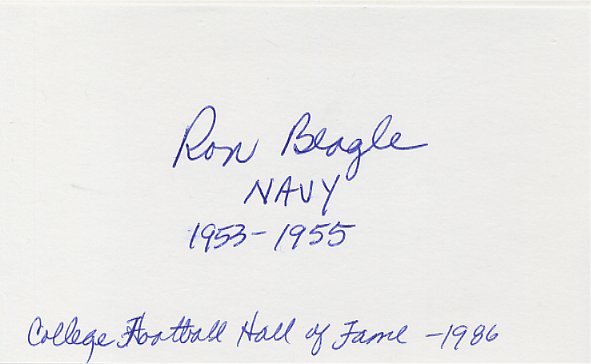 Ron Beagle
NAVY
1953-1955
College Football Hall of Fame -1986